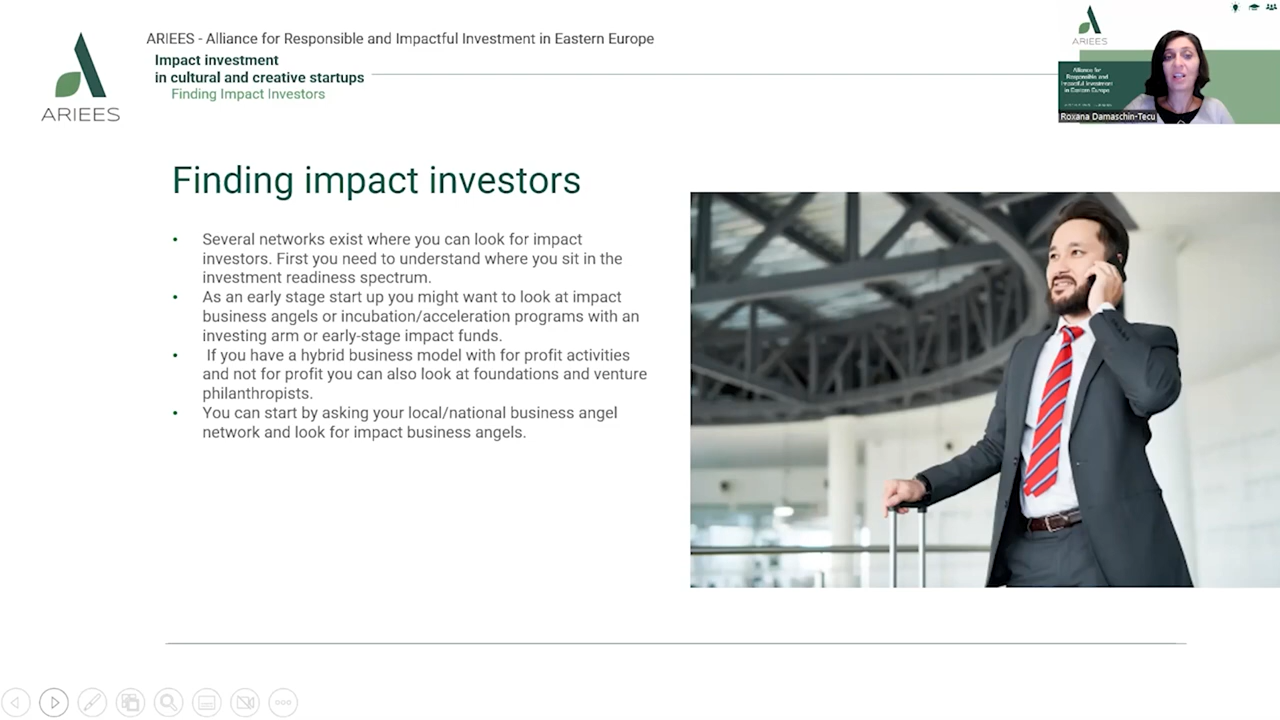 ARIEES - Alliance for Responsible and Impactful Investment in Eastern Europe
Impact investment
in cultural and creative startups
Finding Impact Investors
ARIEES
ARIEES
Alliance for
Responsible and
Impactful Investment
in Eastern Europe
Roxana Damaschin-Tecu
Finding impact investors
• Several networks exist where you can look for impact
investors. First you need to understand where you sit in the
investment readiness spectrum.
• As an early stage start up you might want to look at impact
business angels or incubation/acceleration programs with an
investing arm or early-stage impact funds.
• If you have a hybrid business model with for profit activities
and not for profit you can also look at foundations and venture
philanthropists.
• You can start by asking your local/national business angel
network and look for impact business angels.